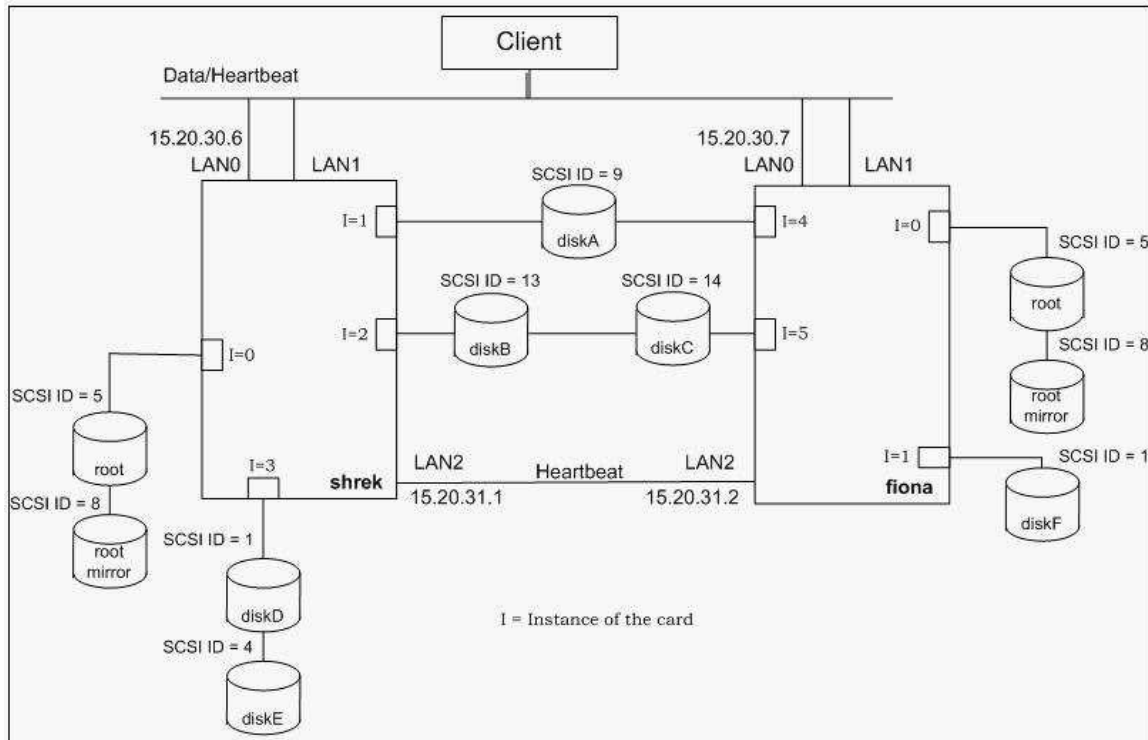 Client
Data/Heartbeat
15.20.30.6
LAN0
LAN1
15.20.30.7
LAN0
LAN1
SCSI ID = 9
I=1
diskA
I=4
I=0
SCSI ID = 5
root
SCSI ID = 13
SCSI ID = 14
I=2
diskB
diskC
I=5
SCSI ID = 8
root
mirror
I=0
SCSI ID = 5
root
SCSI ID = 8
root
mirror
I=3
shrek
LAN2
Heartbeat
LAN2
15.20.31.1
15.20.31.2
I=1
fiona
SCSI ID = 1
diskF
SCSI ID = 1
diskD
SCSI ID = 4
diskE
I = Instance of the card